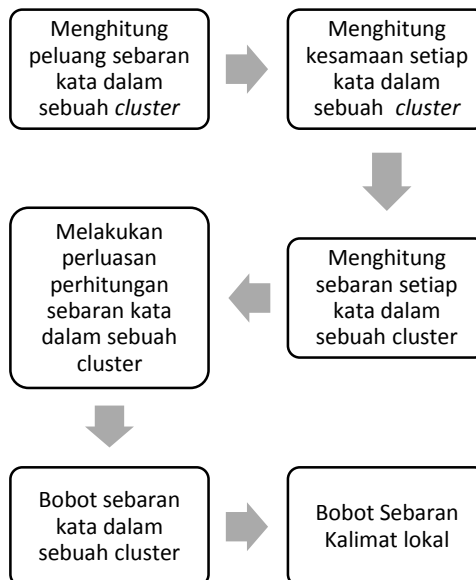 Menghitung
peluang sebaran
kata dalam
sebuah cluster
Menghitung
kesamaan setiap
kata dalam
sebuah cluster
Menghitung
sebaran setiap
kata dalam
sebuah cluster
Melakukan
perluasan
perhitungan
sebaran kata
dalam sebuah
cluster
Bobot sebaran
kata dalam
sebuah cluster
Bobot Sebaran
Kalimat lokal